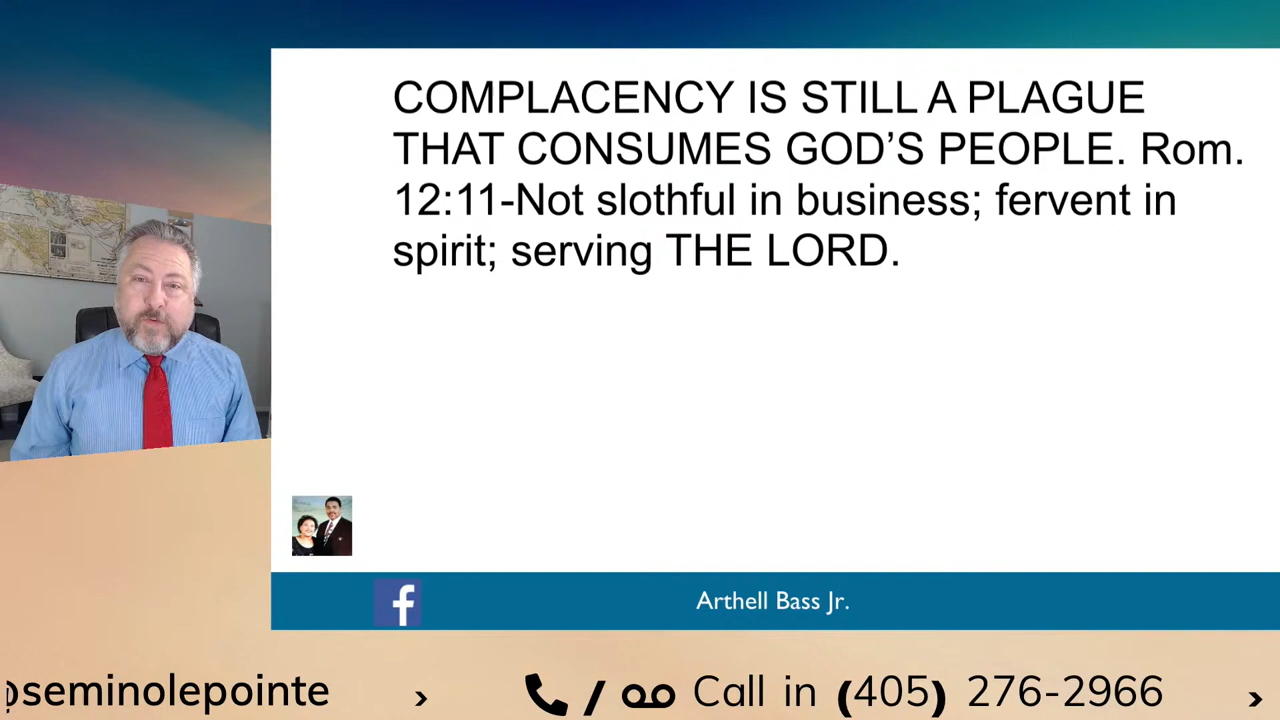 COMPLACENCY IS STILL A PLAGUE
THAT CONSUMES GOD'S PEOPLE. Rom.
12:11-Not slothful in business; fervent in
spirit; serving THE LORD.
f
Arthell Bass Jr.
@seminolepointe › / Call in (405) 276-2966 ›